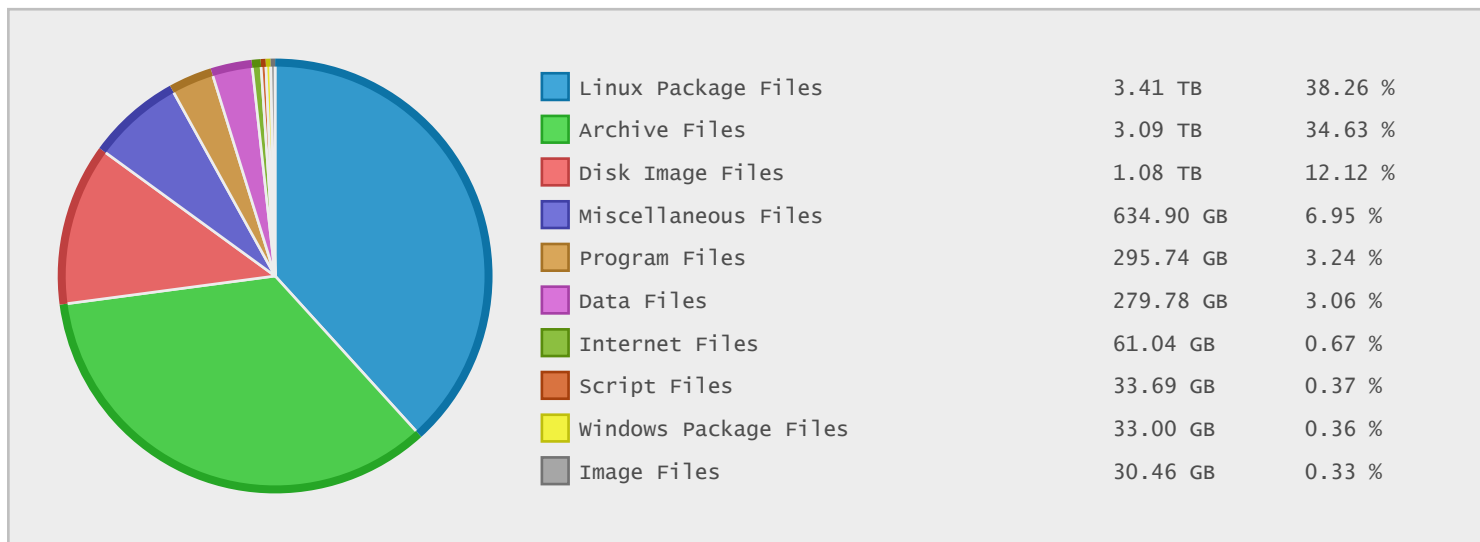 Linux Package Files 3.41 TB 38.26 %
Archive Files 3.09 TB 34.63 %
Disk Image Files 1.08 TB 12.12 %
Miscellaneous Files 634.90 GB 6.95 %
Program Files 295.74 GB 3.24 %
Data Files 279.78 GB 3.06 %
Internet Files 61.04 GB 0.67 %
Script Files 33.69 GB 0.37 %
Windows Package Files 33.00 GB 0.36 %
Image Files 30.46 GB 0.33 %